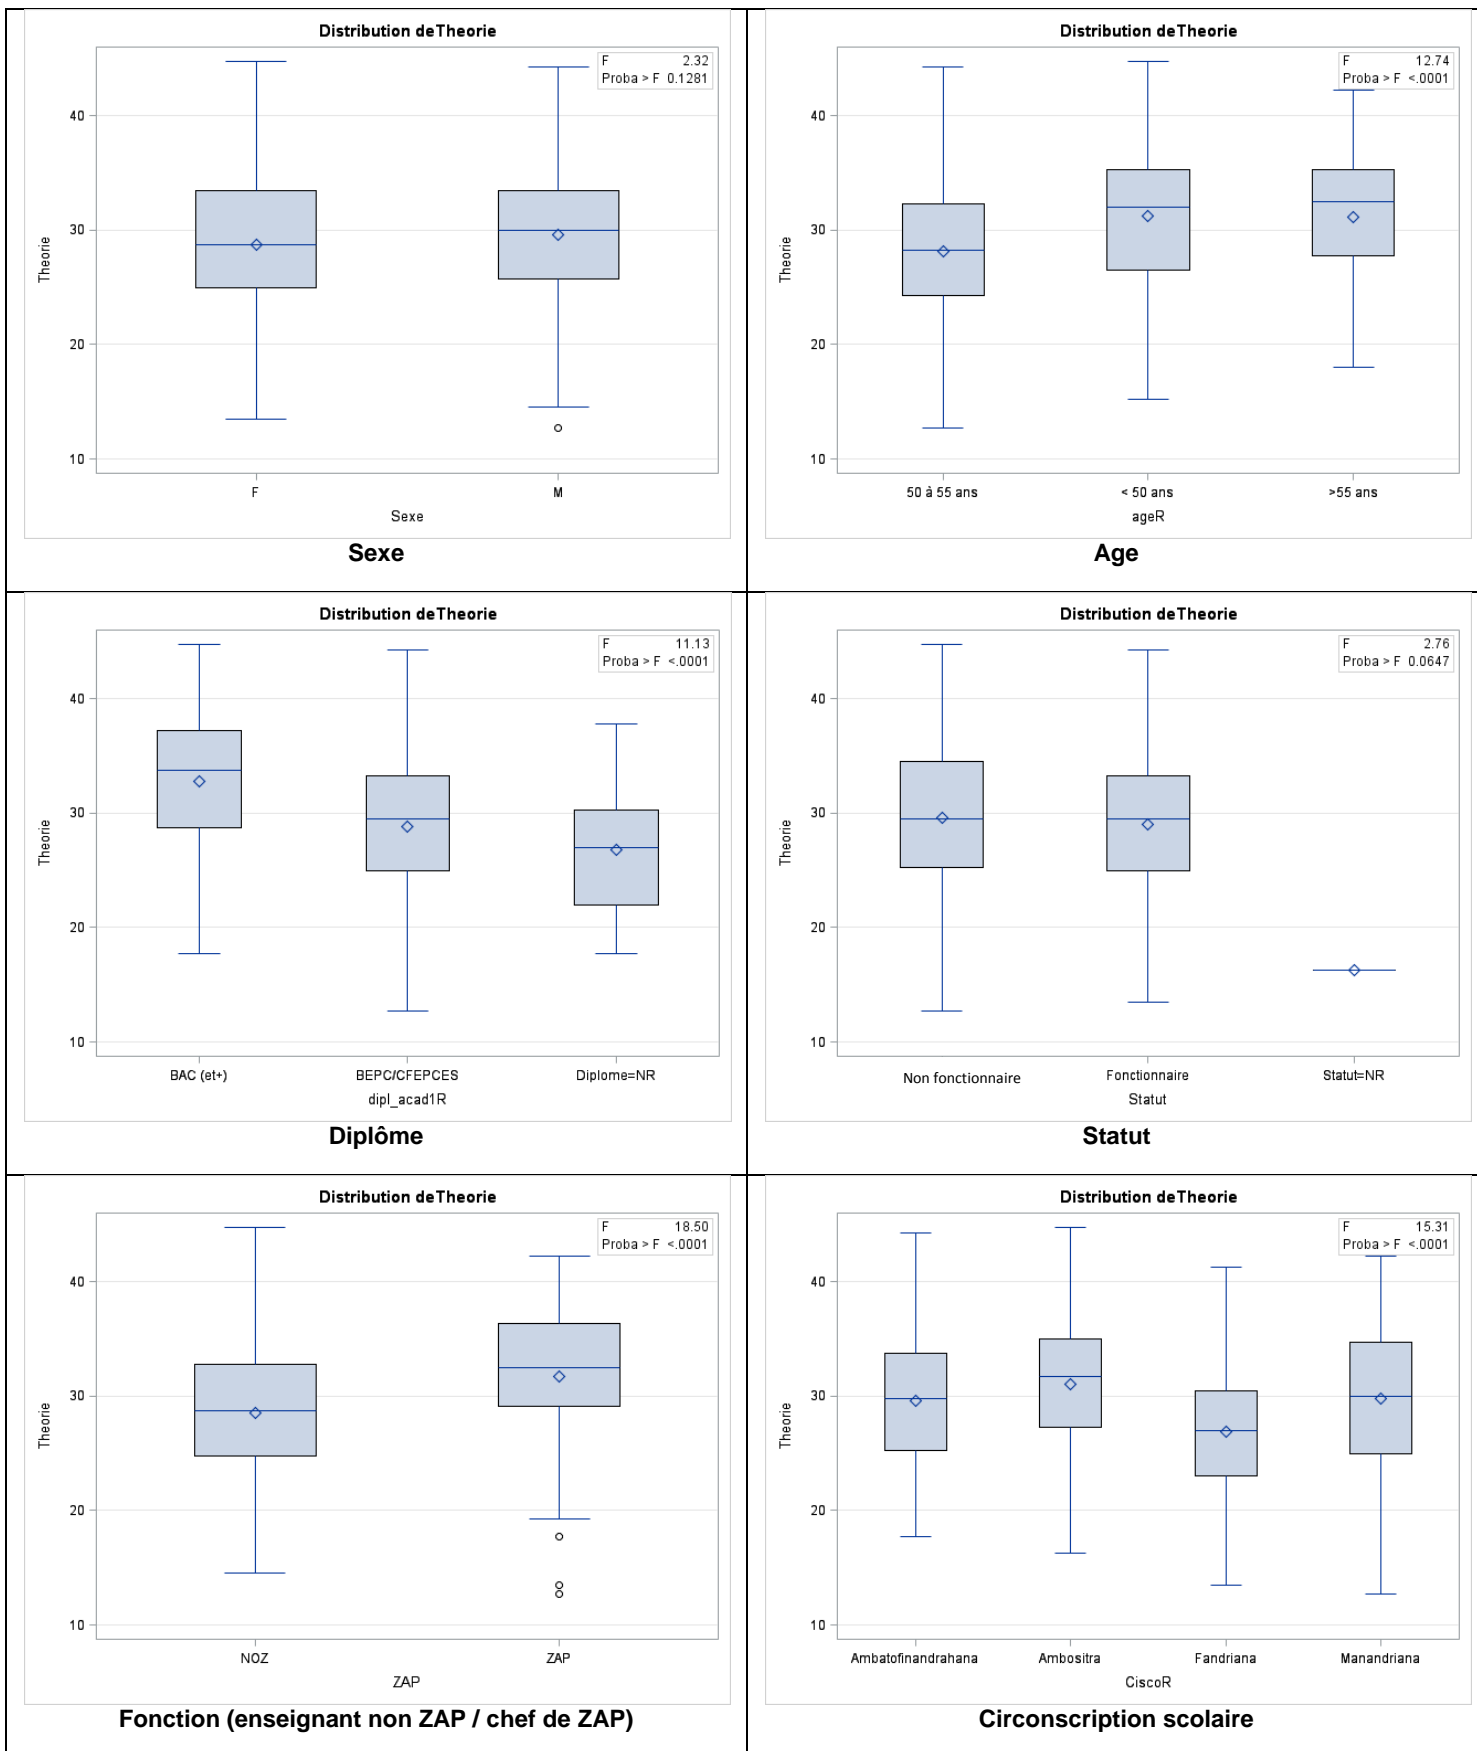 Distribution deTheorie
F 2.32
Proba > F 0.1281
40
30
20
10
Theorie
F M
Sexe
Sexe
Distribution deTheorie
F 12.74
Proba > F <.0001
40
30
20
10
Theorie
50 à 55 ans < 50 ans >55 ans
ageR
Age
Distribution deTheorie
F 11.13
Proba > F <.0001
40
30
20
10
Theorie
BAC (et+) BEPC/CFEPCES Diplome=NR
dipl_acad1R
Diplôme
Distribution deTheorie
F 2.76
Proba > F 0.0647
40
30
20
10
Theorie
Non fonctionnaire Fonctionnaire Statut=NR
Statut
Statut
Distribution deTheorie
F 18.50
Proba > F <.0001
40
30
20
10
Theorie
NOZ ZAP
ZAP
Fonction (enseignant non ZAP / chef de ZAP)
Distribution deTheorie
F 15.31
Proba > F <.0001
40
30
20
10
Theorie
Ambatofinandrahana Ambositra Fandriana Manandriana
CiscoR
Circonscription scolaire